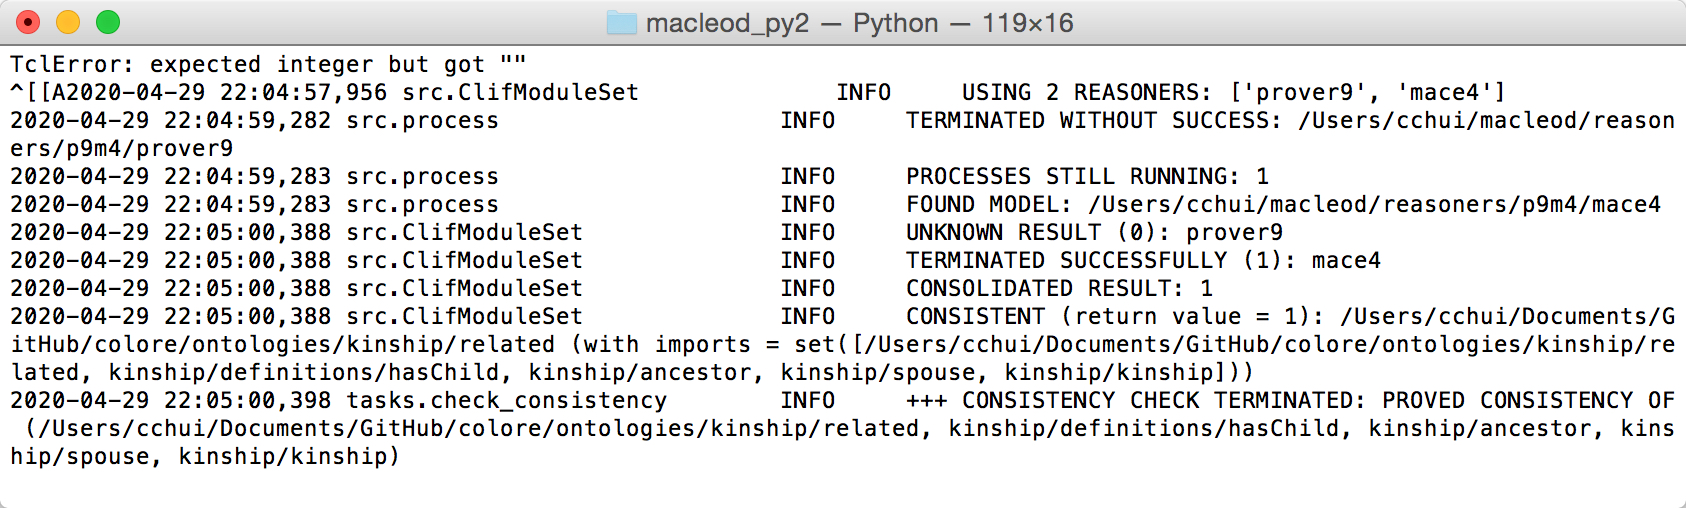 macleod_py2 — Python — 119×16
TclError: expected integer but got ""
^[[A2020-04-29 22:04:57,956 src.ClifModuleSet              INFO     USING 2 REASONERS: ['prover9', 'mace4']
2020-04-29 22:04:59,282 src.process                    INFO     TERMINATED WITHOUT SUCCESS: /Users/cchui/macleod/reason
ers/p9m4/prover9
2020-04-29 22:04:59,283 src.process                    INFO     PROCESSES STILL RUNNING: 1
2020-04-29 22:04:59,283 src.process                    INFO     FOUND MODEL: /Users/cchui/macleod/reasoners/p9m4/mace4
2020-04-29 22:05:00,388 src.ClifModuleSet              INFO     UNKNOWN RESULT (0): prover9
2020-04-29 22:05:00,388 src.ClifModuleSet              INFO     TERMINATED SUCCESSFULLY (1): mace4
2020-04-29 22:05:00,388 src.ClifModuleSet              INFO     CONSOLIDATED RESULT: 1
2020-04-29 22:05:00,388 src.ClifModuleSet              INFO     CONSISTENT (return value = 1): /Users/cchui/Documents/G
itHub/colore/ontologies/kinship/related (with imports = set([/Users/cchui/Documents/GitHub/colore/ontologies/kinship/re
lated, kinship/definitions/hasChild, kinship/ancestor, kinship/spouse, kinship/kinship]))
2020-04-29 22:05:00,398 tasks.check_consistency        INFO     +++ CONSISTENCY CHECK TERMINATED: PROVED CONSISTENCY OF
 (/Users/cchui/Documents/GitHub/colore/ontologies/kinship/related, kinship/definitions/hasChild, kinship/ancestor, kins
hip/spouse, kinship/kinship)